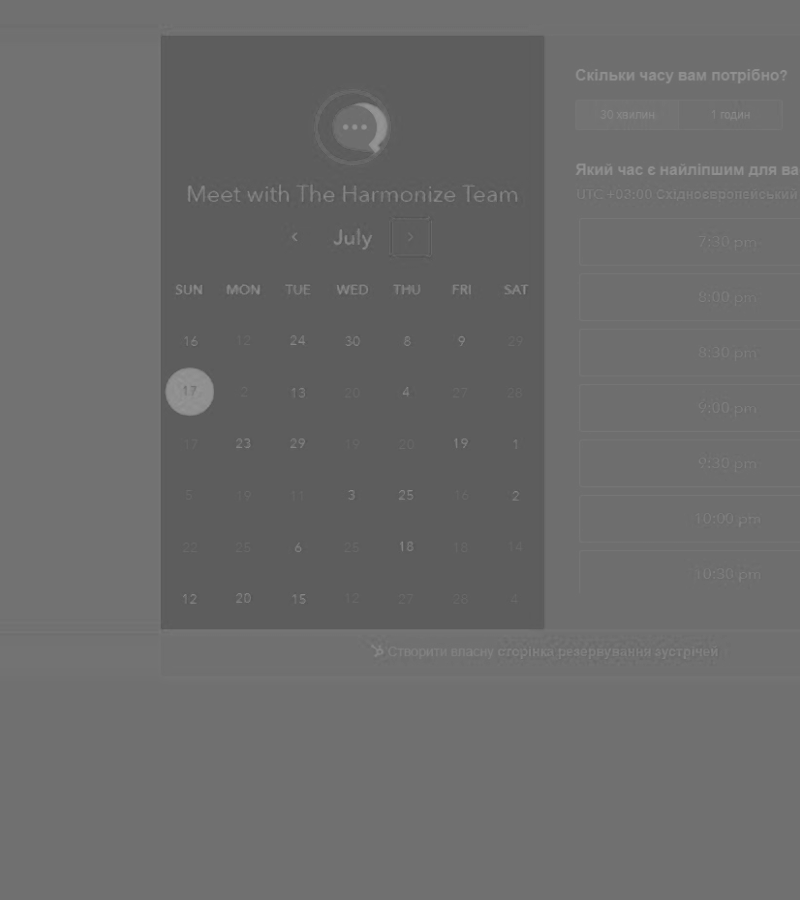 Meet with The Harmonize Team
July
SUN MON TUE WED THU FRI SAT
16 12 24 30 8 9 29
17 2 13 20 4 27 28
17 23 29 19 20 19 1
5 19 11 3 25 16 2
22 25 6 25 18 18 14
12 20 15 12 27 26 4
Скільки часу вам потрібно?
30 хвилин 1 годин
Який час є найліпшим для ва
UTC +03:00 Східноєвропейський
7:30 pm
8:00 pm
8:30 pm
9:00 pm
9:30 pm
10:00 pm
10:30 pm
Створити власну сторінка резервування зустрічей